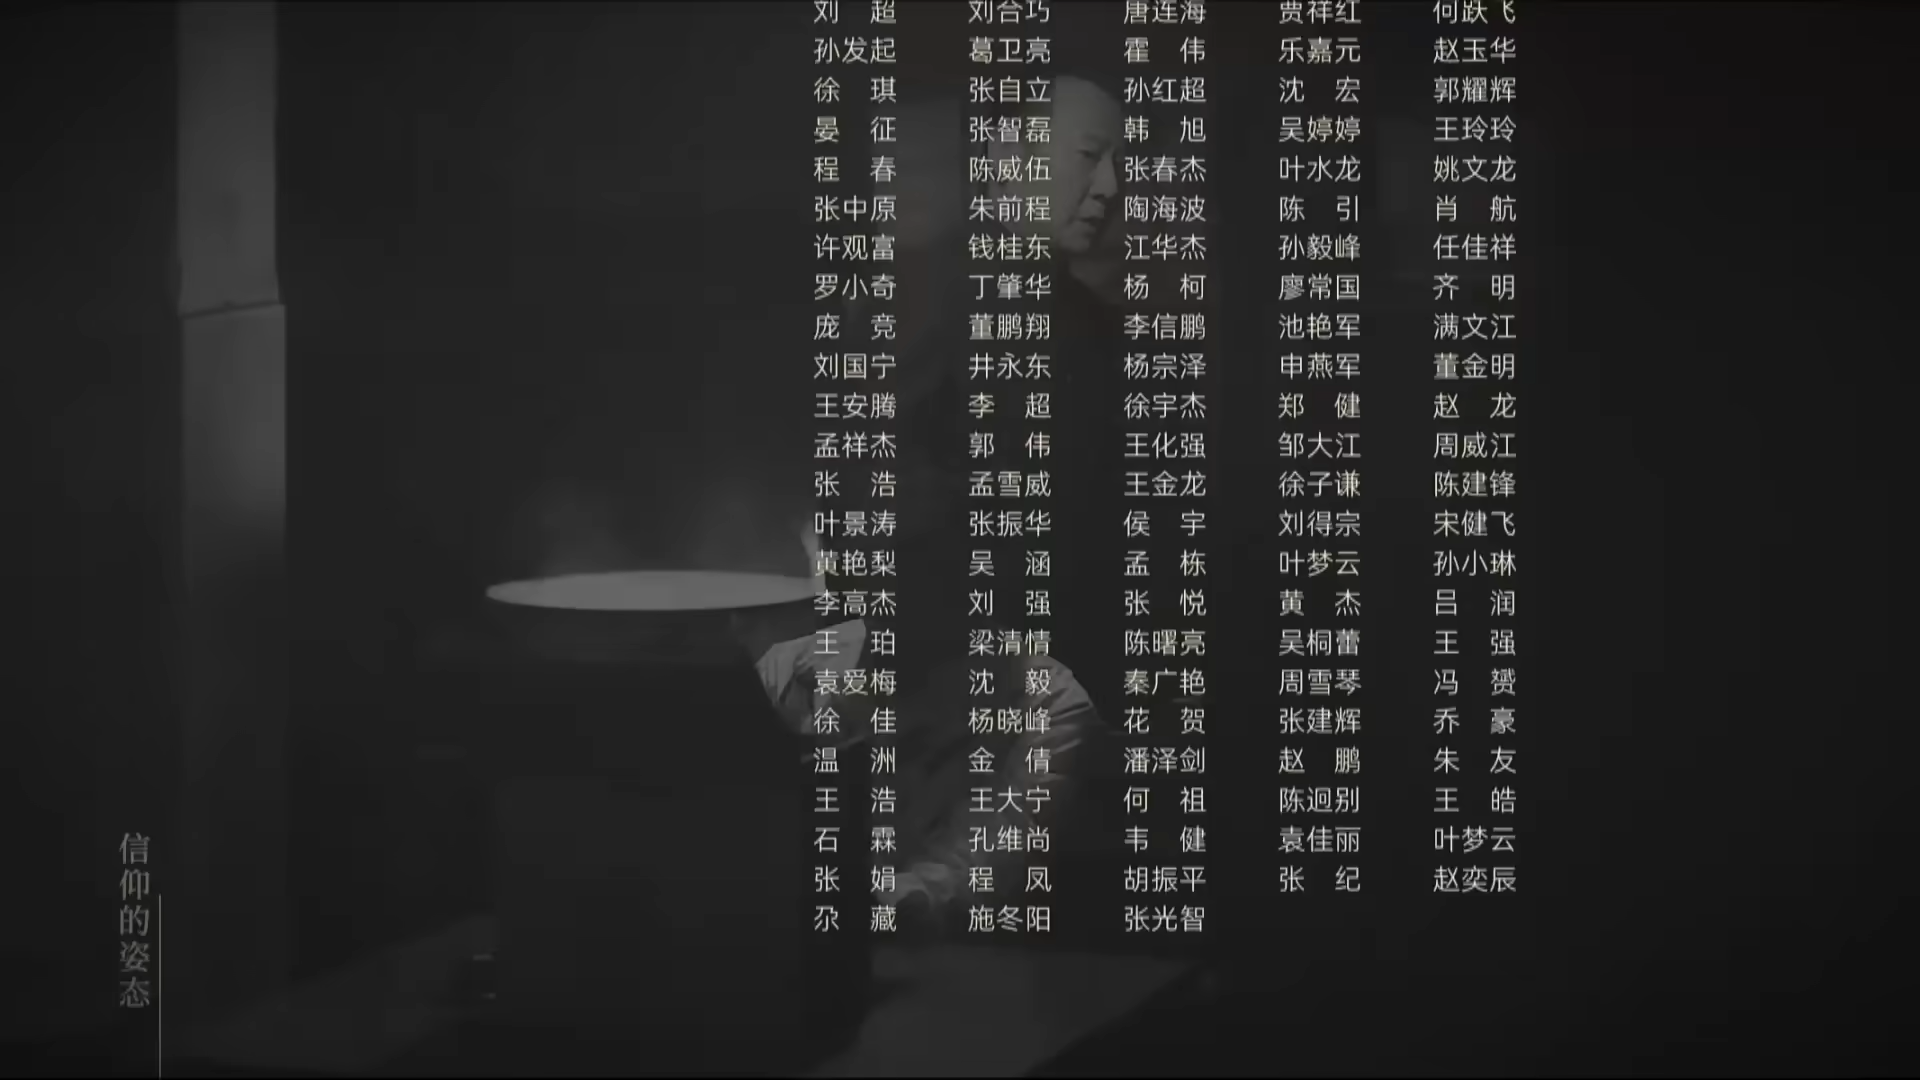 刘 超 刘合巧 唐连海 贾祥红 何跃飞
孙发起 葛卫亮 霍 伟 乐嘉元 赵玉华
徐 琪 张自立 孙红超 沈 宏 郭耀辉
晏 征 张智磊 韩 旭 吴婷婷 王玲玲
程 春 陈威伍 张春杰 叶水龙 姚文龙
张中原 朱前程 陶海波 陈 引 肖 航
许观富 钱桂东 江华杰 孙毅峰 任佳祥
罗小奇 丁肇华 杨 柯 廖常国 齐 明
庞 竞 董鹏翔 李信鹏 池艳军 满文江
刘国宁 井永东 杨宗泽 申燕军 董金明
王安腾 李 超 徐宇杰 郑 健 赵 龙
孟祥杰 郭 伟 王化强 邹大江 周威江
张 浩 孟雪威 王金龙 徐子谦 陈建锋
叶景涛 张振华 侯 宇 刘得宗 宋健飞
黄艳梨 吴 涵 孟 栋 叶梦云 孙小琳
李高杰 刘 强 张 悦 黄 杰 吕 润
王 珀 梁清情 陈曙亮 吴桐蕾 王 强
袁爱梅 沈 毅 秦广艳 周雪琴 冯 赟
徐 佳 杨晓峰 花 贺 张建辉 乔 豪
温 洲 金 倩 潘泽剑 赵 鹏 朱 友
王 浩 王大宁 何 祖 陈迥别 王 皓
石 霖 孔维尚 韦 健 袁佳丽 叶梦云
张 娟 程 凤 胡振平 张 纪 赵奕辰
尕 藏 施冬阳 张光智
信仰的姿态